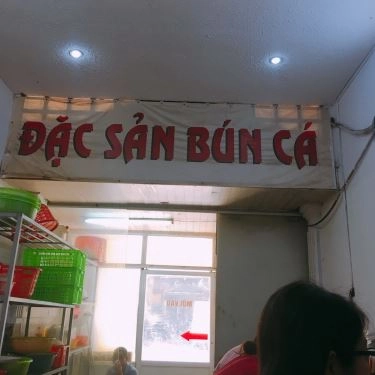 ĐẶC SẢN BÚN CÁ